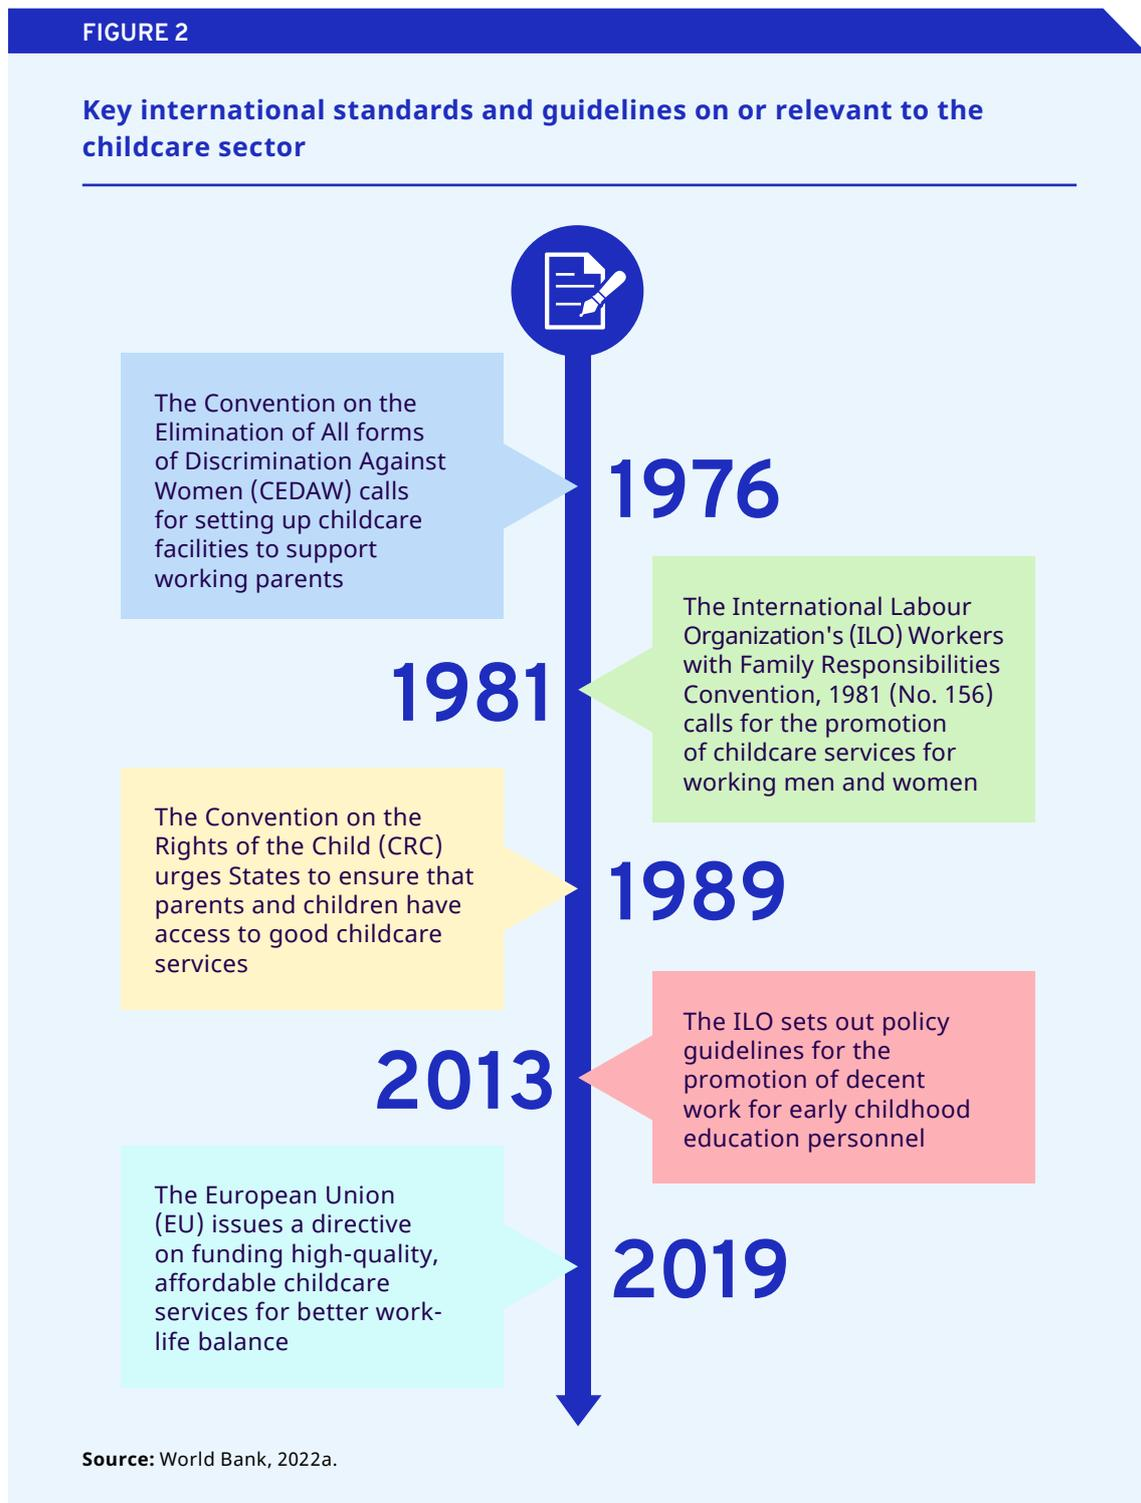 FIGURE 2
Key international standards and guidelines on or relevant to the
childcare sector
The Convention on the
Elimination of All forms
of Discrimination Against
Women (CEDAW) calls
for setting up childcare
facilities to support
working parents
1976
The International Labour
Organization's (ILO) Workers
with Family Responsibilities
Convention, 1981 (No. 156)
calls for the promotion
of childcare services for
working men and women
1981
The Convention on the
Rights of the Child (CRC)
urges States to ensure that
parents and children have
access to good childcare
services
1989
The ILO sets out policy
guidelines for the
promotion of decent
work for early childhood
education personnel
2013
The European Union
(EU) issues a directive
on funding high-quality,
affordable childcare
services for better work-
life balance
2019
Source: World Bank, 2022a.